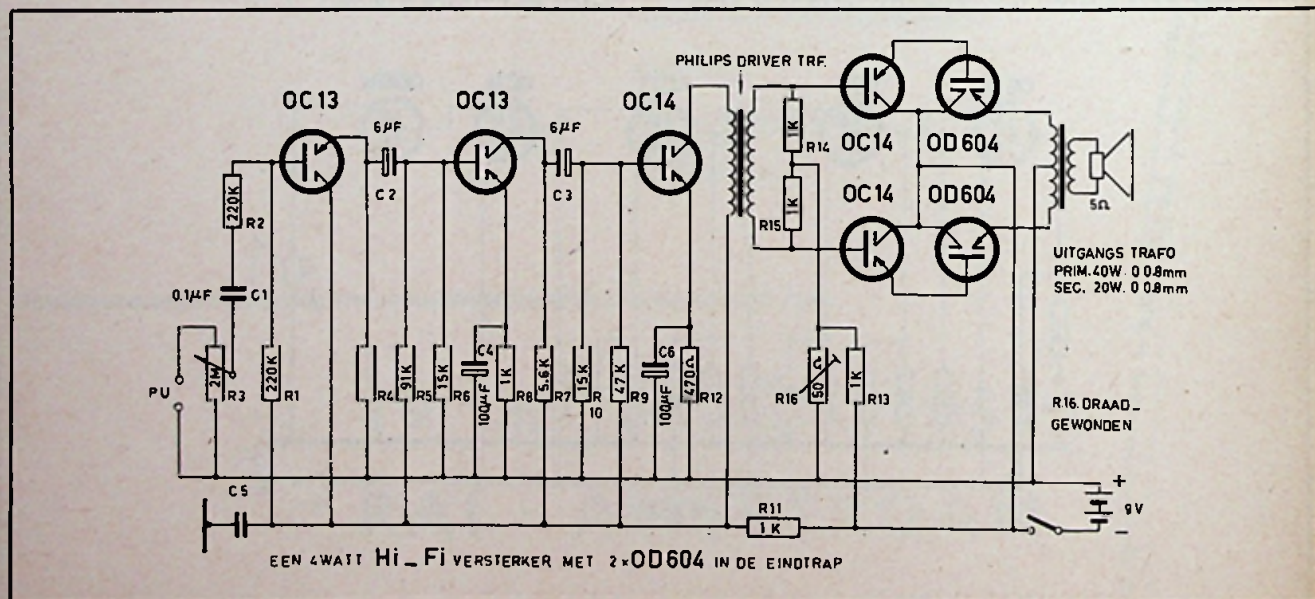 PHILIPS DRIVER TRF.
OC13
OC13
OC14
OC14
OD604
OC14
OD604
6µF
C2
6µF
C3
1K
R14
1K
R15
5Ω
220K
R2
0.1µF
C1
UITGANGS TRAFO
PRIM. 40W. 0 0.8mm
SEC. 20W. 0 0.8mm
PU
2M
R3
220K
R1
R4
91K
R5
15K
R6
C4
100µF
1K
R8
5.6K
R7
15K
R
10
47K
R9
C6
100µF
470Ω
R12
R16
50Ω
1K
R13
R.16. DRAAD_
GEWONDEN
C5
R11
1K
+
9V
−
EEN 4WATT Hi_Fi VERSTERKER MET 2×OD604 IN DE EINDTRAP